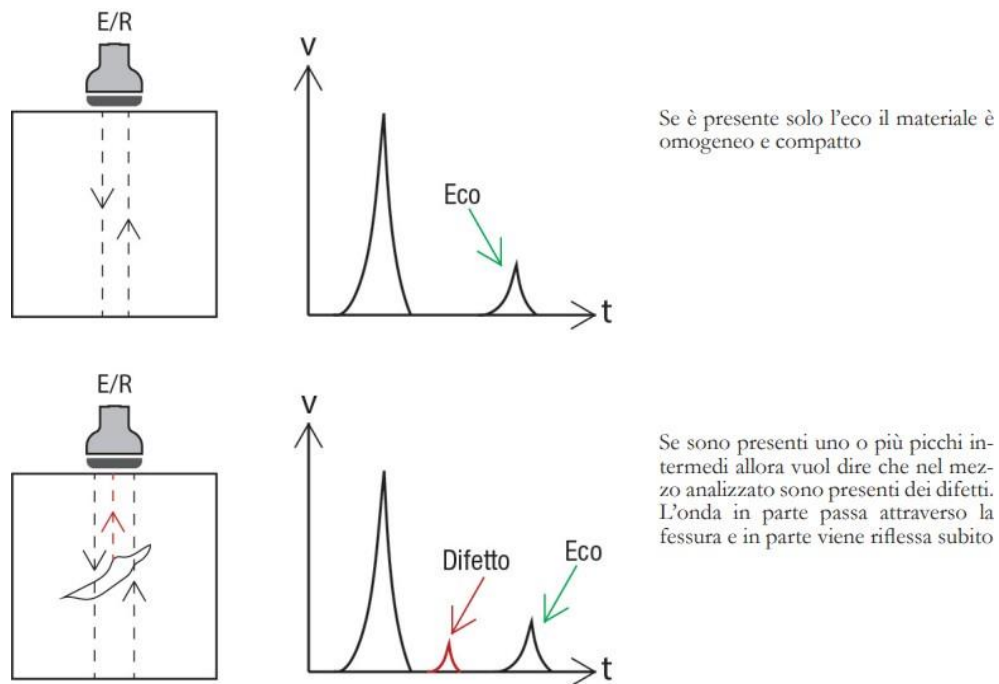 E/R
V
Eco
t
Se è presente solo l'eco il materiale è
omogeneo e compatto
E/R
V
Difetto
Eco
t
Se sono presenti uno o più picchi in-
termedi allora vuol dire che nel mez-
zo analizzato sono presenti dei difetti.
L'onda in parte passa attraverso la
fessura e in parte viene riflessa subito